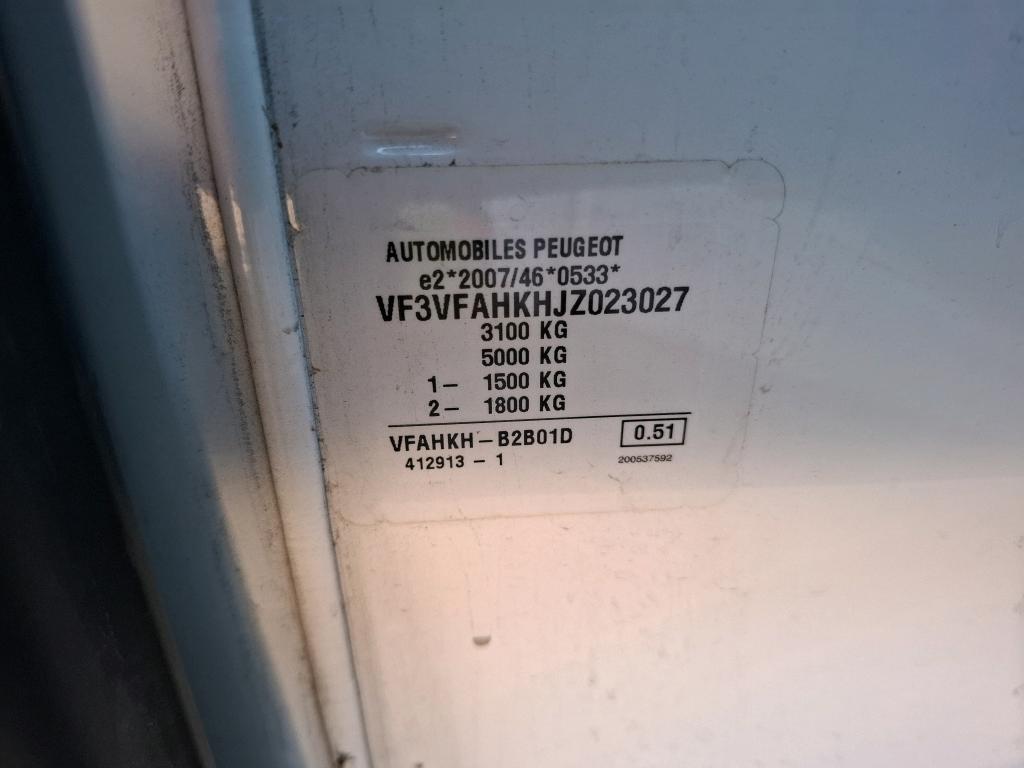 AUTOMOBILES PEUGEOT
e2*2007/46*0533*
VF3VFAHKHJZ023027
3100 KG
5000 KG
1– 1500 KG
2– 1800 KG
VFAHKH–B2B01D 0.51
412913 - 1 200537592